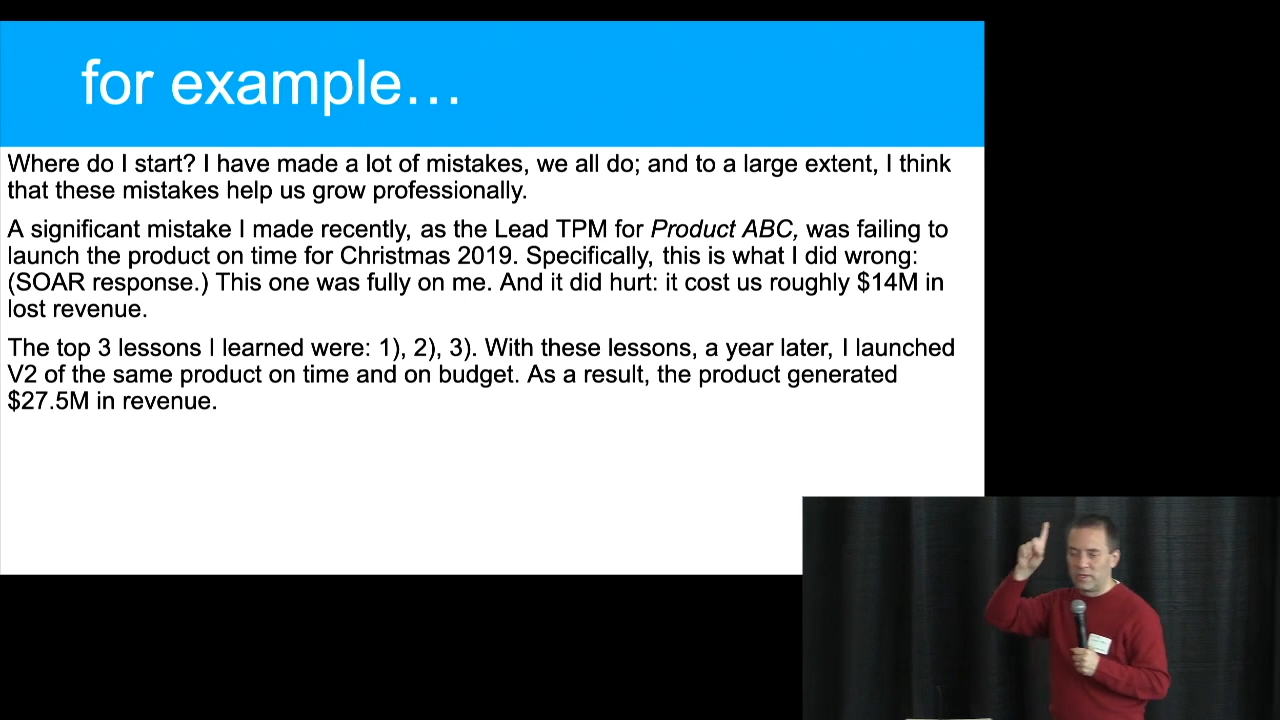 for example…
Where do I start? I have made a lot of mistakes, we all do; and to a large extent, I think
that these mistakes help us grow professionally.
A significant mistake I made recently, as the Lead TPM for Product ABC, was failing to
launch the product on time for Christmas 2019. Specifically, this is what I did wrong:
(SOAR response.) This one was fully on me. And it did hurt: it cost us roughly $14M in
lost revenue.
The top 3 lessons I learned were: 1), 2), 3). With these lessons, a year later, I launched
V2 of the same product on time and on budget. As a result, the product generated
$27.5M in revenue.